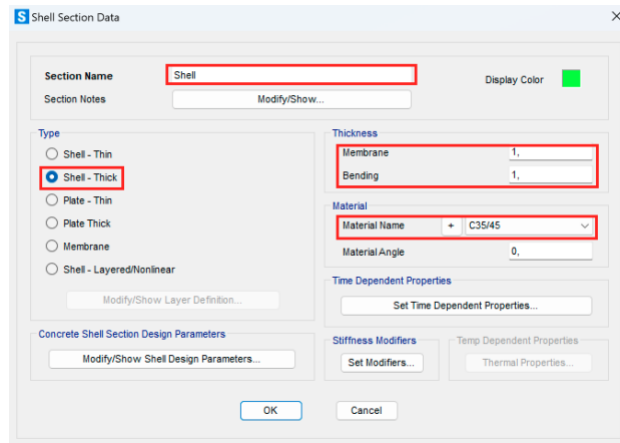 S Shell Section Data
Section Name Shell
Display Color
Section Notes Modify/Show...
Type
Shell - Thin
Shell - Thick
Plate - Thin
Plate Thick
Membrane
Shell - Layered/Nonlinear
Modify/Show Layer Definition...
Thickness
Membrane 1,
Bending 1,
Material
Material Name + C35/45
Material Angle 0,
Time Dependent Properties
Set Time Dependent Properties...
Concrete Shell Section Design Parameters
Modify/Show Shell Design Parameters...
Stiffness Modifiers
Set Modifiers...
Temp Dependent Properties
Thermal Properties...
OK
Cancel